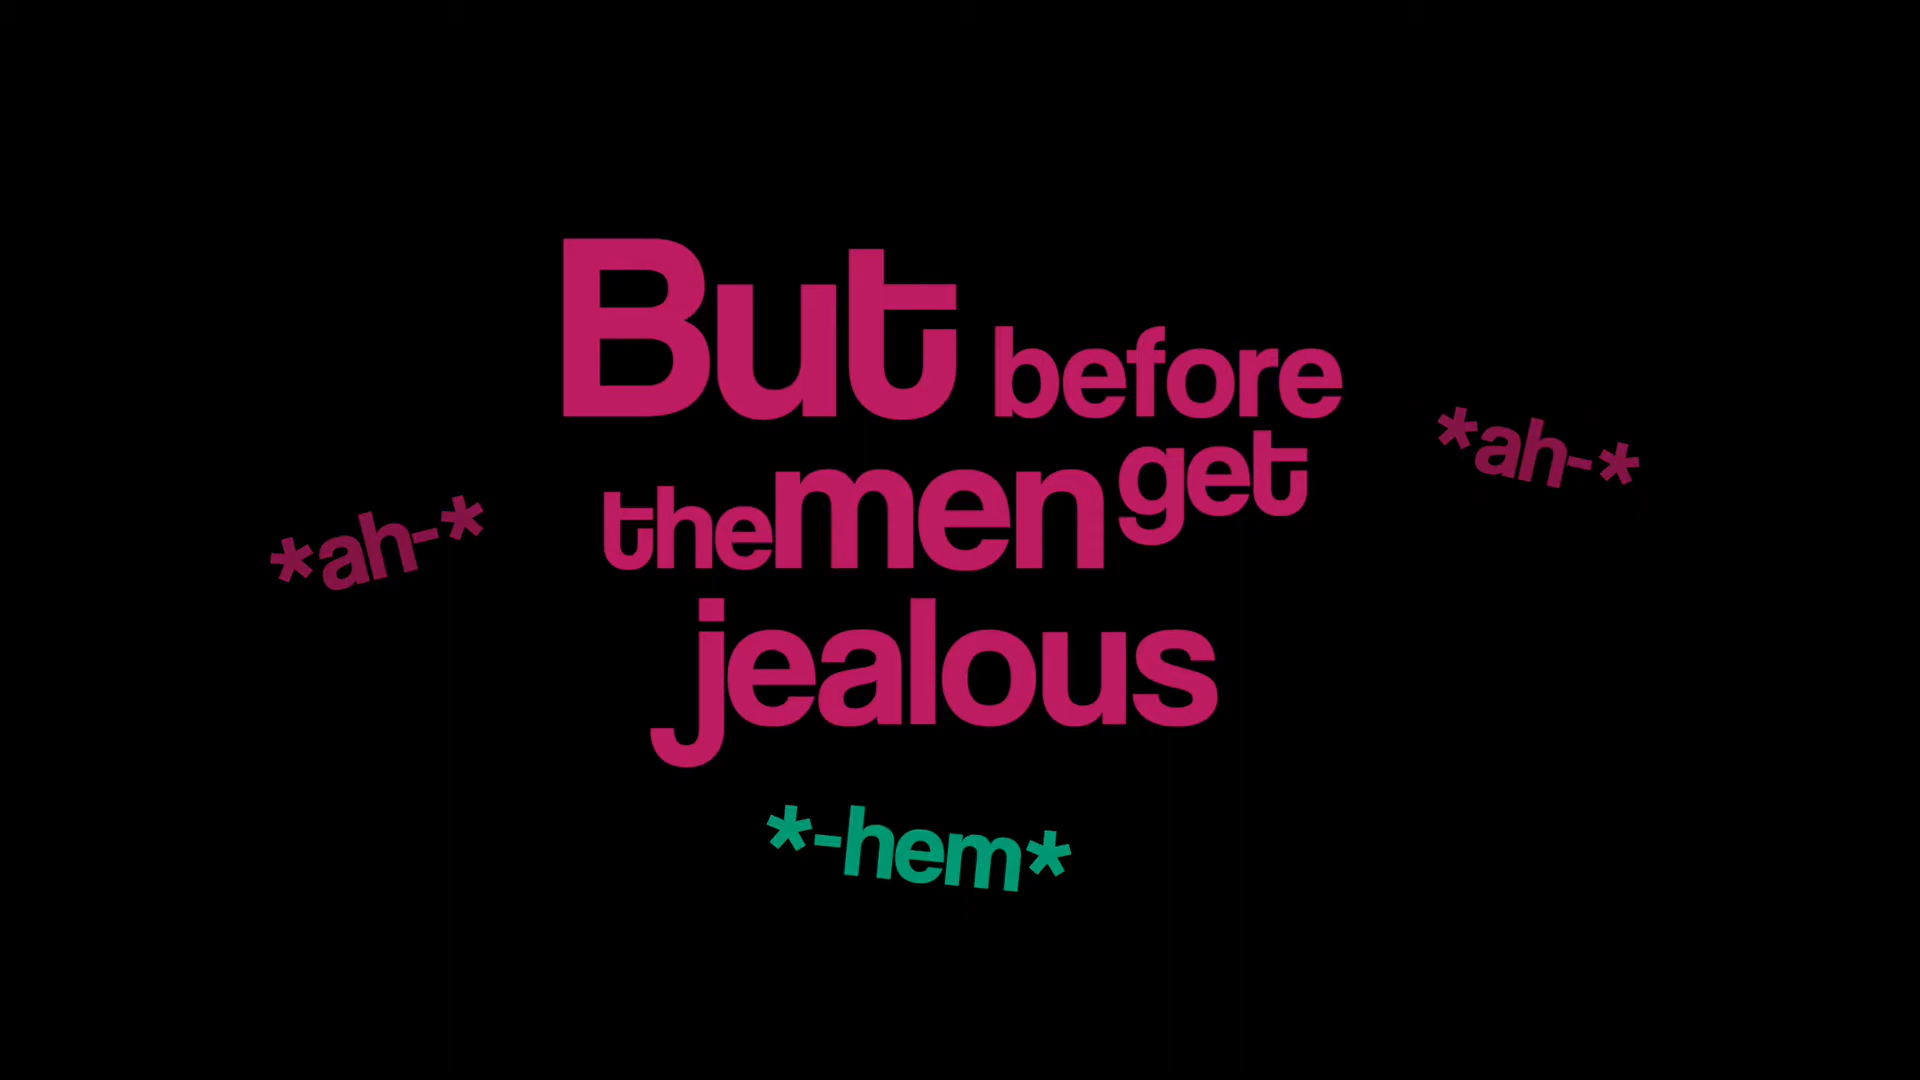 But before
the men get
*ah-*
*ah-*
jealous
*-hem*